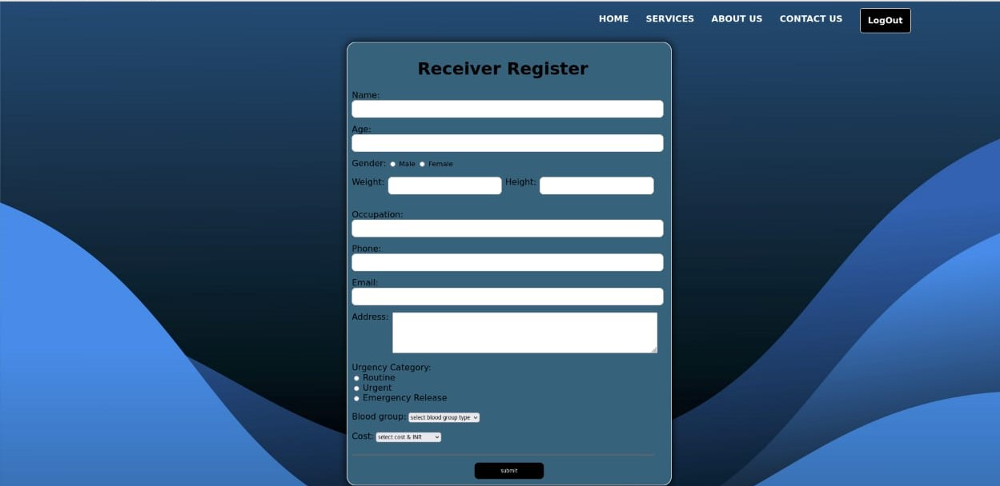 HOME SERVICES ABOUT US CONTACT US LogOut
Receiver Register
Name:
Age:
Gender: Male Female
Weight: Height:
Occupation:
Phone:
Email:
Address:
Urgency Category:
Routine
Urgent
Emergency Release
Blood group: select blood group type
Cost: select cost & INR
submit